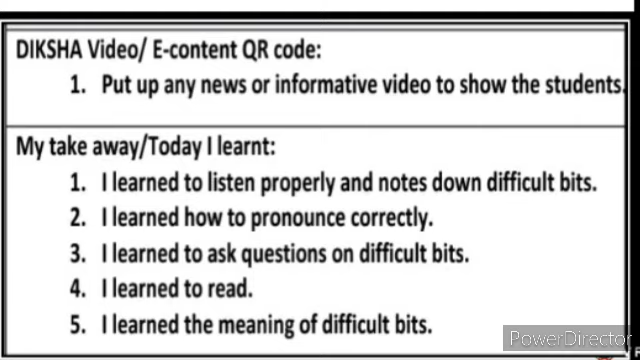 DIKSHA Video/ E-content QR code:
1. Put up any news or informative video to show the students.
My take away/Today I learnt:
1. I learned to listen properly and notes down difficult bits.
2. I learned how to pronounce correctly.
3. I learned to ask questions on difficult bits.
4. I learned to read.
5. I learned the meaning of difficult bits.
PowerDirector